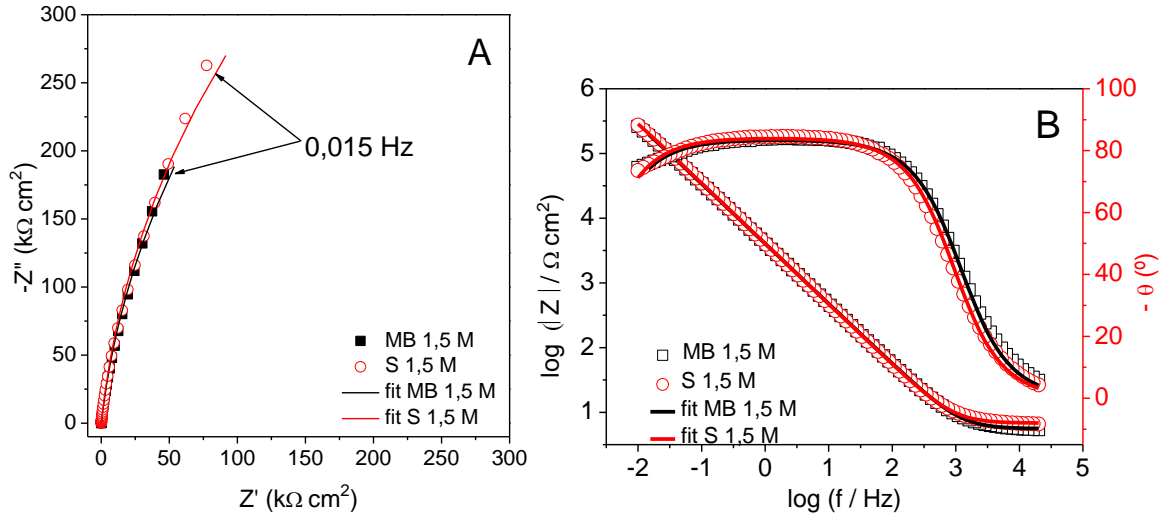 300
250
200
150
100
50
0
-Z" (kΩ cm²)
A
0,015 Hz
MB 1,5 M
S 1,5 M
fit MB 1,5 M
fit S 1,5 M
0 50 100 150 200 250 300
Z' (kΩ cm²)
6
5
4
3
2
1
log (|Z| / Ω cm²)
B
MB 1,5 M
S 1,5 M
fit MB 1,5 M
fit S 1,5 M
100
80
60
40
20
0
- θ (º)
-2 -1 0 1 2 3 4 5
log (f / Hz)